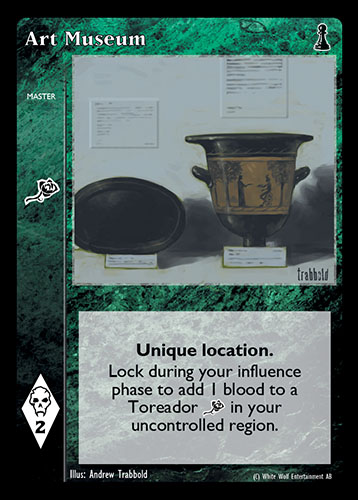 Art Museum
MASTER
trabbold
Unique location.
Lock during your influence
phase to add 1 blood to a
Toreador in your
uncontrolled region.
2
Illus: Andrew Trabbold
(C) White Wolf Entertainment AB